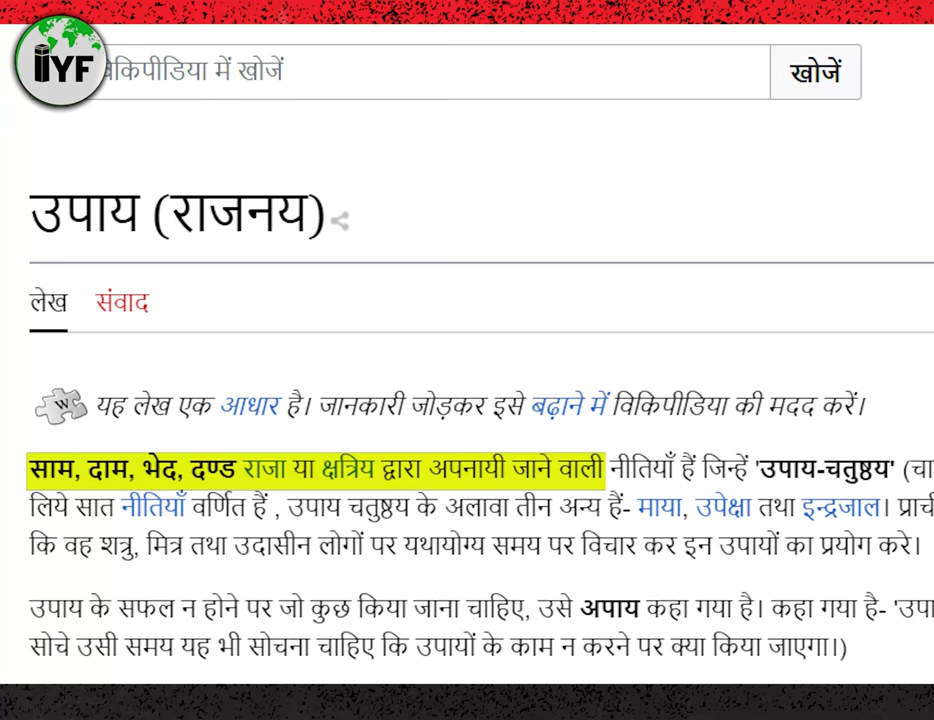 iYF
विकिपीडिया में खोजें
खोजें
उपाय (राजनय)
लेख संवाद
W
यह लेख एक आधार है। जानकारी जोड़कर इसे बढ़ाने में विकिपीडिया की मदद करें।
साम, दाम, भेद, दण्ड राजा या क्षत्रिय द्वारा अपनायी जाने वाली नीतियाँ हैं जिन्हें 'उपाय-चतुष्ठय' (चा
लिये सात नीतियाँ वर्णित हैं , उपाय चतुष्ठय के अलावा तीन अन्य हैं- माया, उपेक्षा तथा इन्द्रजाल। प्राची
कि वह शत्रु, मित्र तथा उदासीन लोगों पर यथायोग्य समय पर विचार कर इन उपायों का प्रयोग करे।
उपाय के सफल न होने पर जो कुछ किया जाना चाहिए, उसे अपाय कहा गया है। कहा गया है- 'उपा
सोचे उसी समय यह भी सोचना चाहिए कि उपायों के काम न करने पर क्या किया जाएगा।)